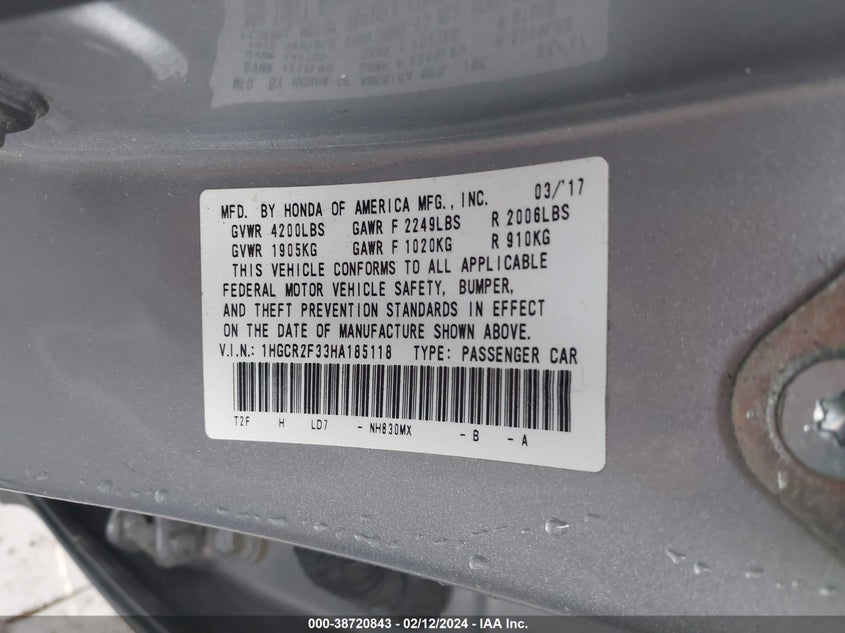 MFD. BY HONDA OF AMERICA MFG., INC. 03/'17
GVWR 4200LBS GAWR F 2249LBS R 2006LBS
GVWR 1905KG GAWR F 1020KG R 910KG
THIS VEHICLE CONFORMS TO ALL APPLICABLE
FEDERAL MOTOR VEHICLE SAFETY, BUMPER,
AND THEFT PREVENTION STANDARDS IN EFFECT
ON THE DATE OF MANUFACTURE SHOWN ABOVE.
V.I.N.: 1HGCR2F33HA185118 TYPE: PASSENGER CAR
T2F H LD7 - NH830MX - B - A
000-38720843 - 02/12/2024 - IAA Inc.